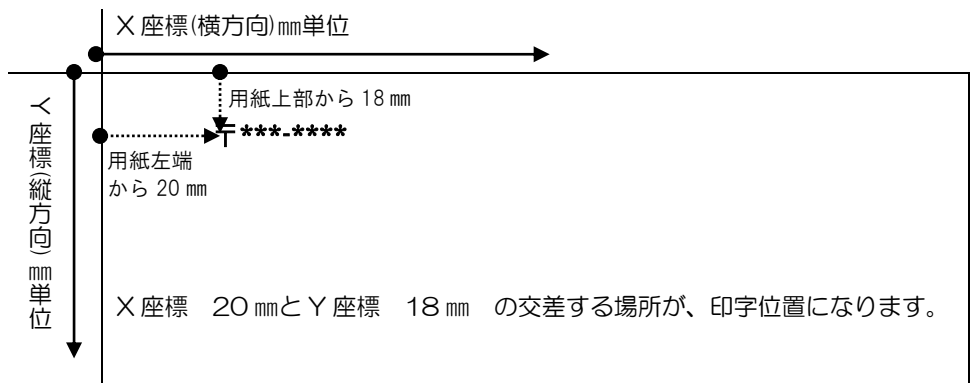 X座標(横方向)㎜単位
用紙上部から 18 ㎜
〒***-****
用紙左端
から 20 ㎜
Y座標(縦方向)㎜単位
X座標　20 ㎜とY座標　18 ㎜　の交差する場所が、印字位置になります。